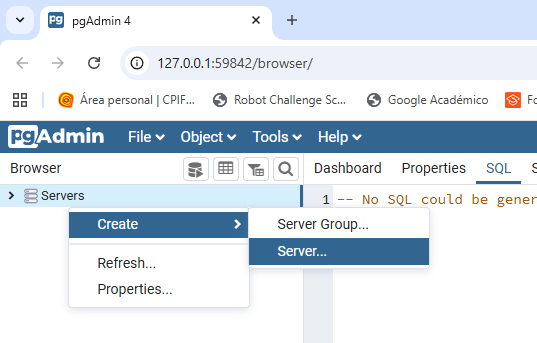 pgAdmin 4
127.0.0.1:59842/browser/
Área personal | CPIF... Robot Challenge Sc... Google Académico Fo
pgAdmin File Object Tools Help
Browser Dashboard Properties SQL S
Servers 1 -- No SQL could be gener
Create Server Group...
Server...
Refresh...
Properties...